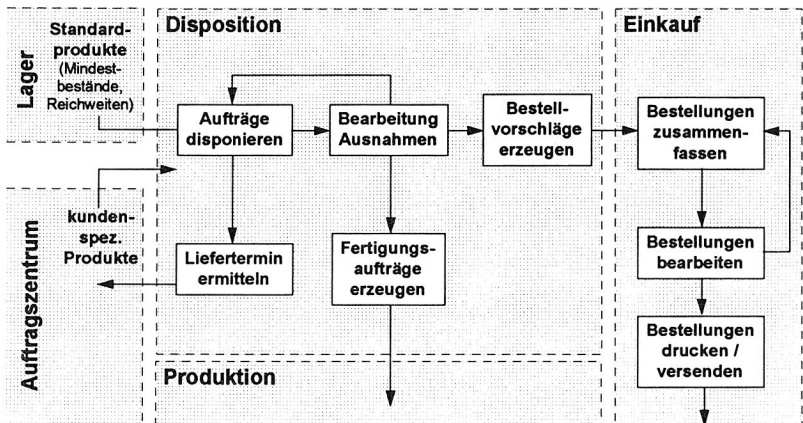 Lager
Standard-
produkte
(Mindest-
bestände,
Reichweiten)
Disposition
Aufträge
disponieren
Bearbeitung
Ausnahmen
Bestell-
vorschläge
erzeugen
Liefertermin
ermitteln
Fertigungs-
aufträge
erzeugen
Einkauf
Bestellungen
zusammen-
fassen
Bestellungen
bearbeiten
Bestellungen
drucken /
versenden
Auftragszentrum
kunden-
spez.
Produkte
Produktion